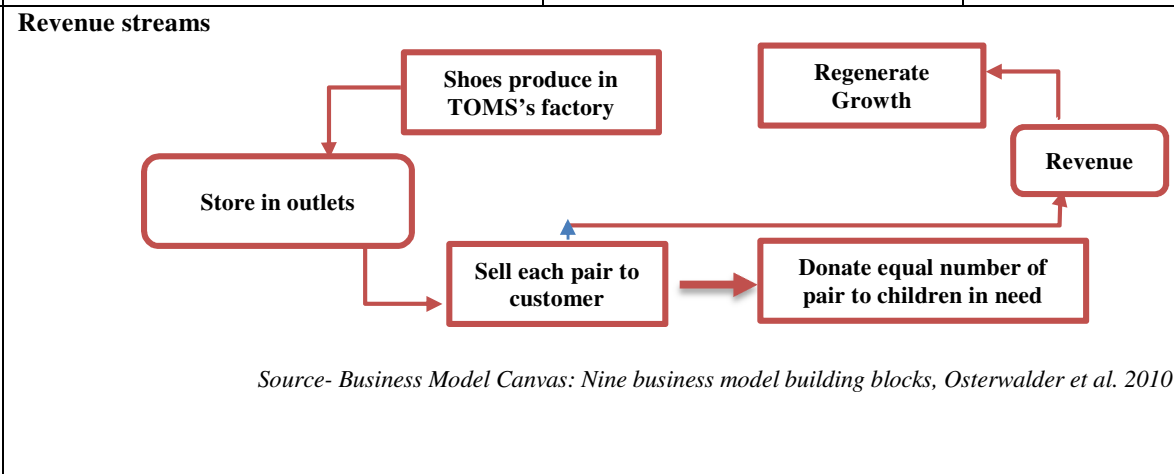 Revenue streams
Shoes produce in
TOMS's factory
Regenerate
Growth
Revenue
Store in outlets
Sell each pair to
customer
Donate equal number of
pair to children in need
Source- Business Model Canvas: Nine business model building blocks, Osterwalder et al. 2010